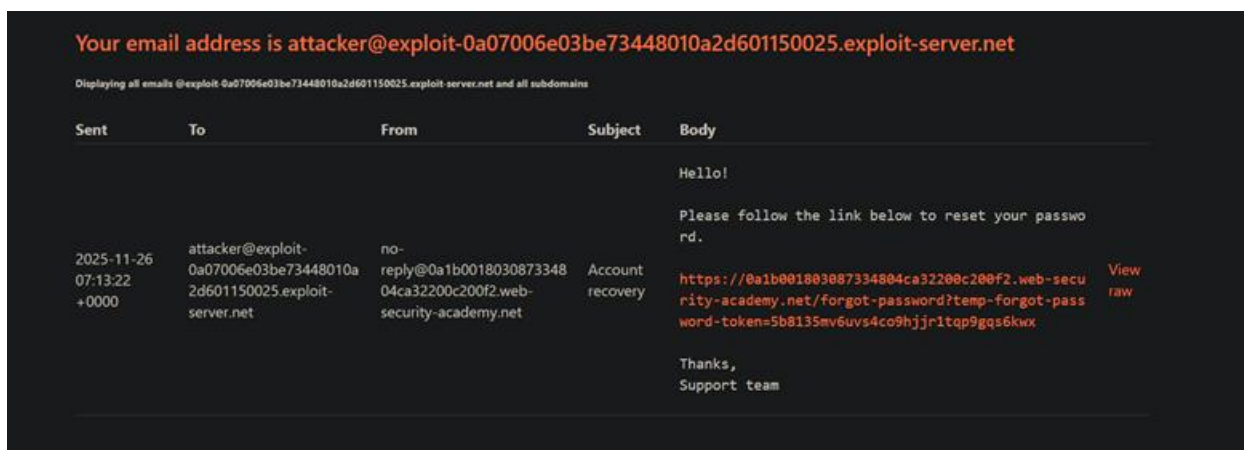 Your email address is attacker@exploit-0a07006e03be73448010a2d601150025.exploit-server.net
Displaying all emails @exploit-0a07006e03be73448010a2d601150025.exploit-server.net and all subdomains
Sent To From Subject Body
2025-11-26
07:13:22
+0000
attacker@exploit-
0a07006e03be73448010a
2d601150025.exploit-
server.net
no-
reply@0a1b0018030873348
04ca32200c200f2.web-
security-academy.net
Account
recovery
Hello!
Please follow the link below to reset your passwo
rd.
https://0a1b001803087334804ca32200c200f2.web-secu
rity-academy.net/forgot-password?temp-forgot-pass
word-token=5b8135mv6uvs4co9hjjr1tqp9gqs6kwx
Thanks,
Support team
View
raw